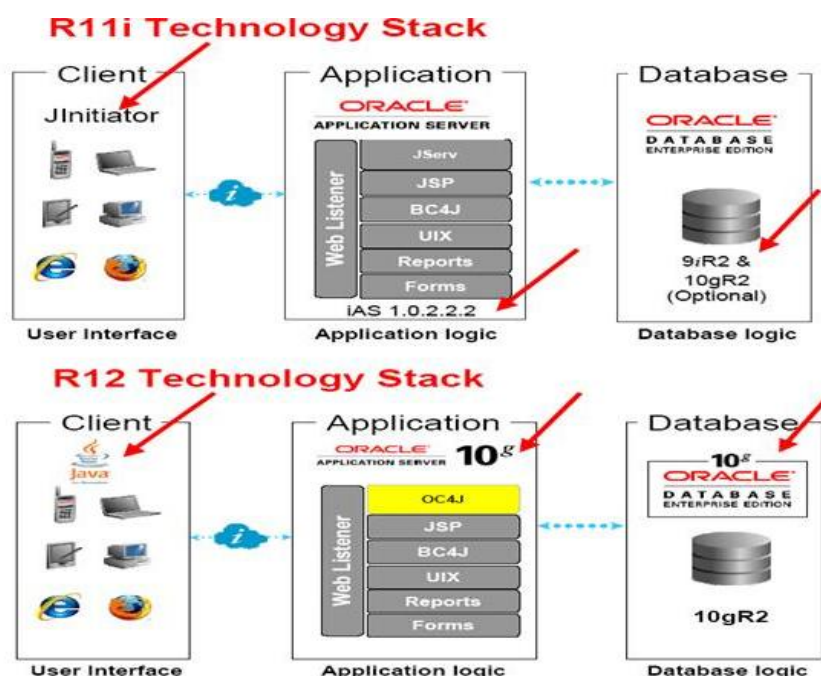 R11i Technology Stack
Client
JInitiator
User Interface
Application
ORACLE
APPLICATION SERVER
Web Listener
JServ
JSP
BC4J
UIX
Reports
Forms
iAS 1.0.2.2.2
Application logic
Database
ORACLE
DATABASE
ENTERPRISE EDITION
9iR2 &
10gR2
(Optional)
Database logic
R12 Technology Stack
Client
Java
User Interface
Application
ORACLE
APPLICATION SERVER 10g
Web Listener
OC4J
JSP
BC4J
UIX
Reports
Forms
Application logic
Database
10g
ORACLE
DATABASE
ENTERPRISE EDITION
10gR2
Database logic